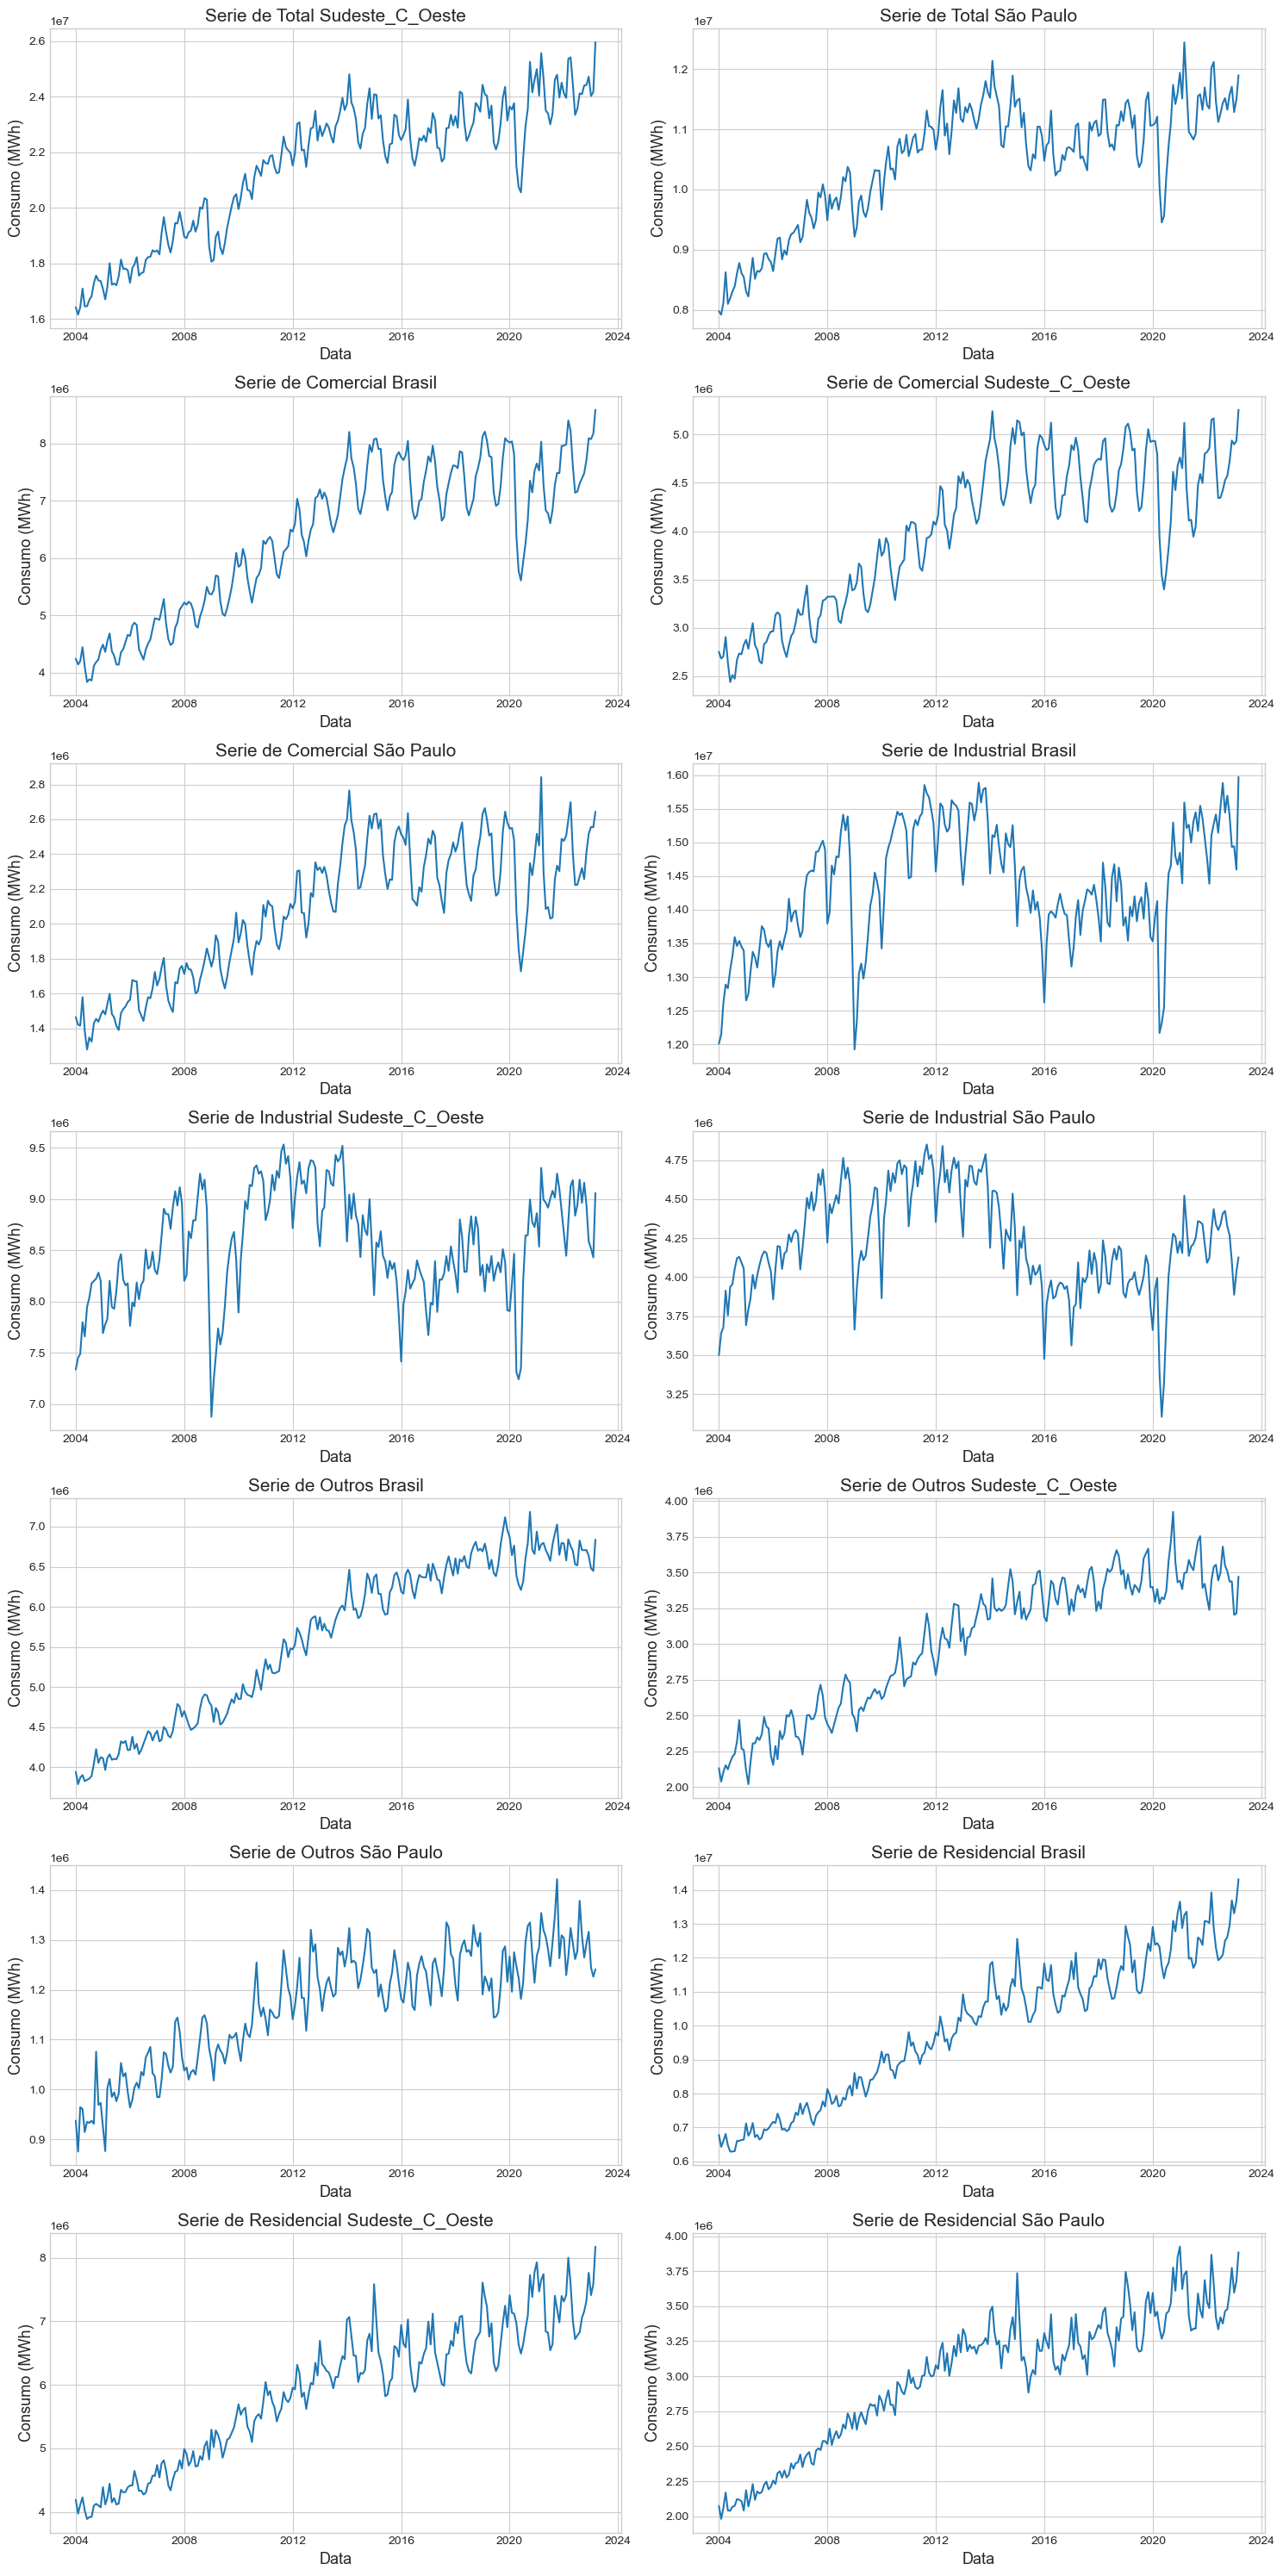 Serie de Total Sudeste_C_Oeste
1e7
2.6
2.4
2.2
2.0
1.8
1.6
Consumo (MWh)
2004 2008 2012 2016 2020 2024
Data
Serie de Total São Paulo
1e7
1.2
1.1
1.0
0.9
0.8
Consumo (MWh)
2004 2008 2012 2016 2020 2024
Data
Serie de Comercial Brasil
1e6
8
7
6
5
4
Consumo (MWh)
2004 2008 2012 2016 2020 2024
Data
Serie de Comercial Sudeste_C_Oeste
1e6
5.0
4.5
4.0
3.5
3.0
2.5
Consumo (MWh)
2004 2008 2012 2016 2020 2024
Data
Serie de Comercial São Paulo
1e6
2.8
2.6
2.4
2.2
2.0
1.8
1.6
1.4
Consumo (MWh)
2004 2008 2012 2016 2020 2024
Data
Serie de Industrial Brasil
1e7
1.60
1.55
1.50
1.45
1.40
1.35
1.30
1.25
1.20
Consumo (MWh)
2004 2008 2012 2016 2020 2024
Data
Serie de Industrial Sudeste_C_Oeste
1e6
9.5
9.0
8.5
8.0
7.5
7.0
Consumo (MWh)
2004 2008 2012 2016 2020 2024
Data
Serie de Industrial São Paulo
1e6
4.75
4.50
4.25
4.00
3.75
3.50
3.25
Consumo (MWh)
2004 2008 2012 2016 2020 2024
Data
Serie de Outros Brasil
1e6
7.0
6.5
6.0
5.5
5.0
4.5
4.0
Consumo (MWh)
2004 2008 2012 2016 2020 2024
Data
Serie de Outros Sudeste_C_Oeste
1e6
4.00
3.75
3.50
3.25
3.00
2.75
2.50
2.25
2.00
Consumo (MWh)
2004 2008 2012 2016 2020 2024
Data
Serie de Outros São Paulo
1e6
1.4
1.3
1.2
1.1
1.0
0.9
Consumo (MWh)
2004 2008 2012 2016 2020 2024
Data
Serie de Residencial Brasil
1e7
1.4
1.3
1.2
1.1
1.0
0.9
0.8
0.7
0.6
Consumo (MWh)
2004 2008 2012 2016 2020 2024
Data
Serie de Residencial Sudeste_C_Oeste
1e6
8
7
6
5
4
Consumo (MWh)
2004 2008 2012 2016 2020 2024
Data
Serie de Residencial São Paulo
1e6
4.00
3.75
3.50
3.25
3.00
2.75
2.50
2.25
2.00
Consumo (MWh)
2004 2008 2012 2016 2020 2024
Data